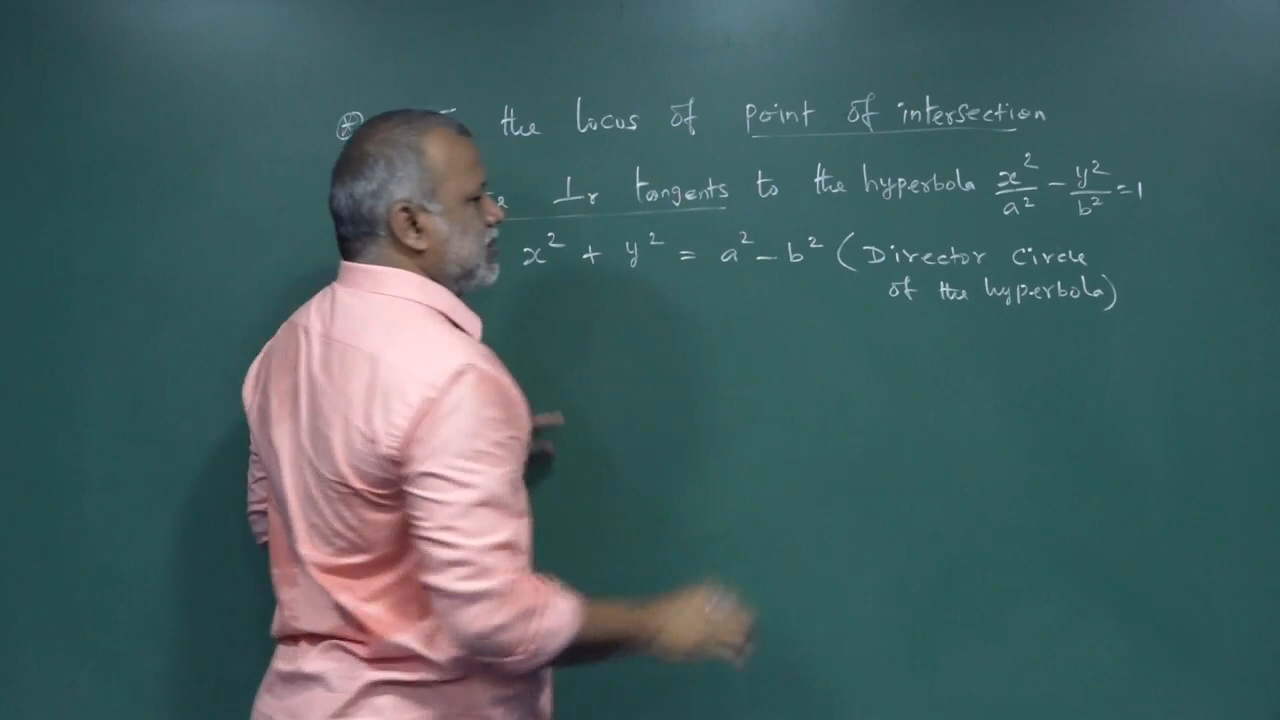 ⊛ the locus of point of intersection
⊥r tangents to the hyperbola x²/a² - y²/b² = 1
x² + y² = a² - b² (Director Circle
of the hyperbola)